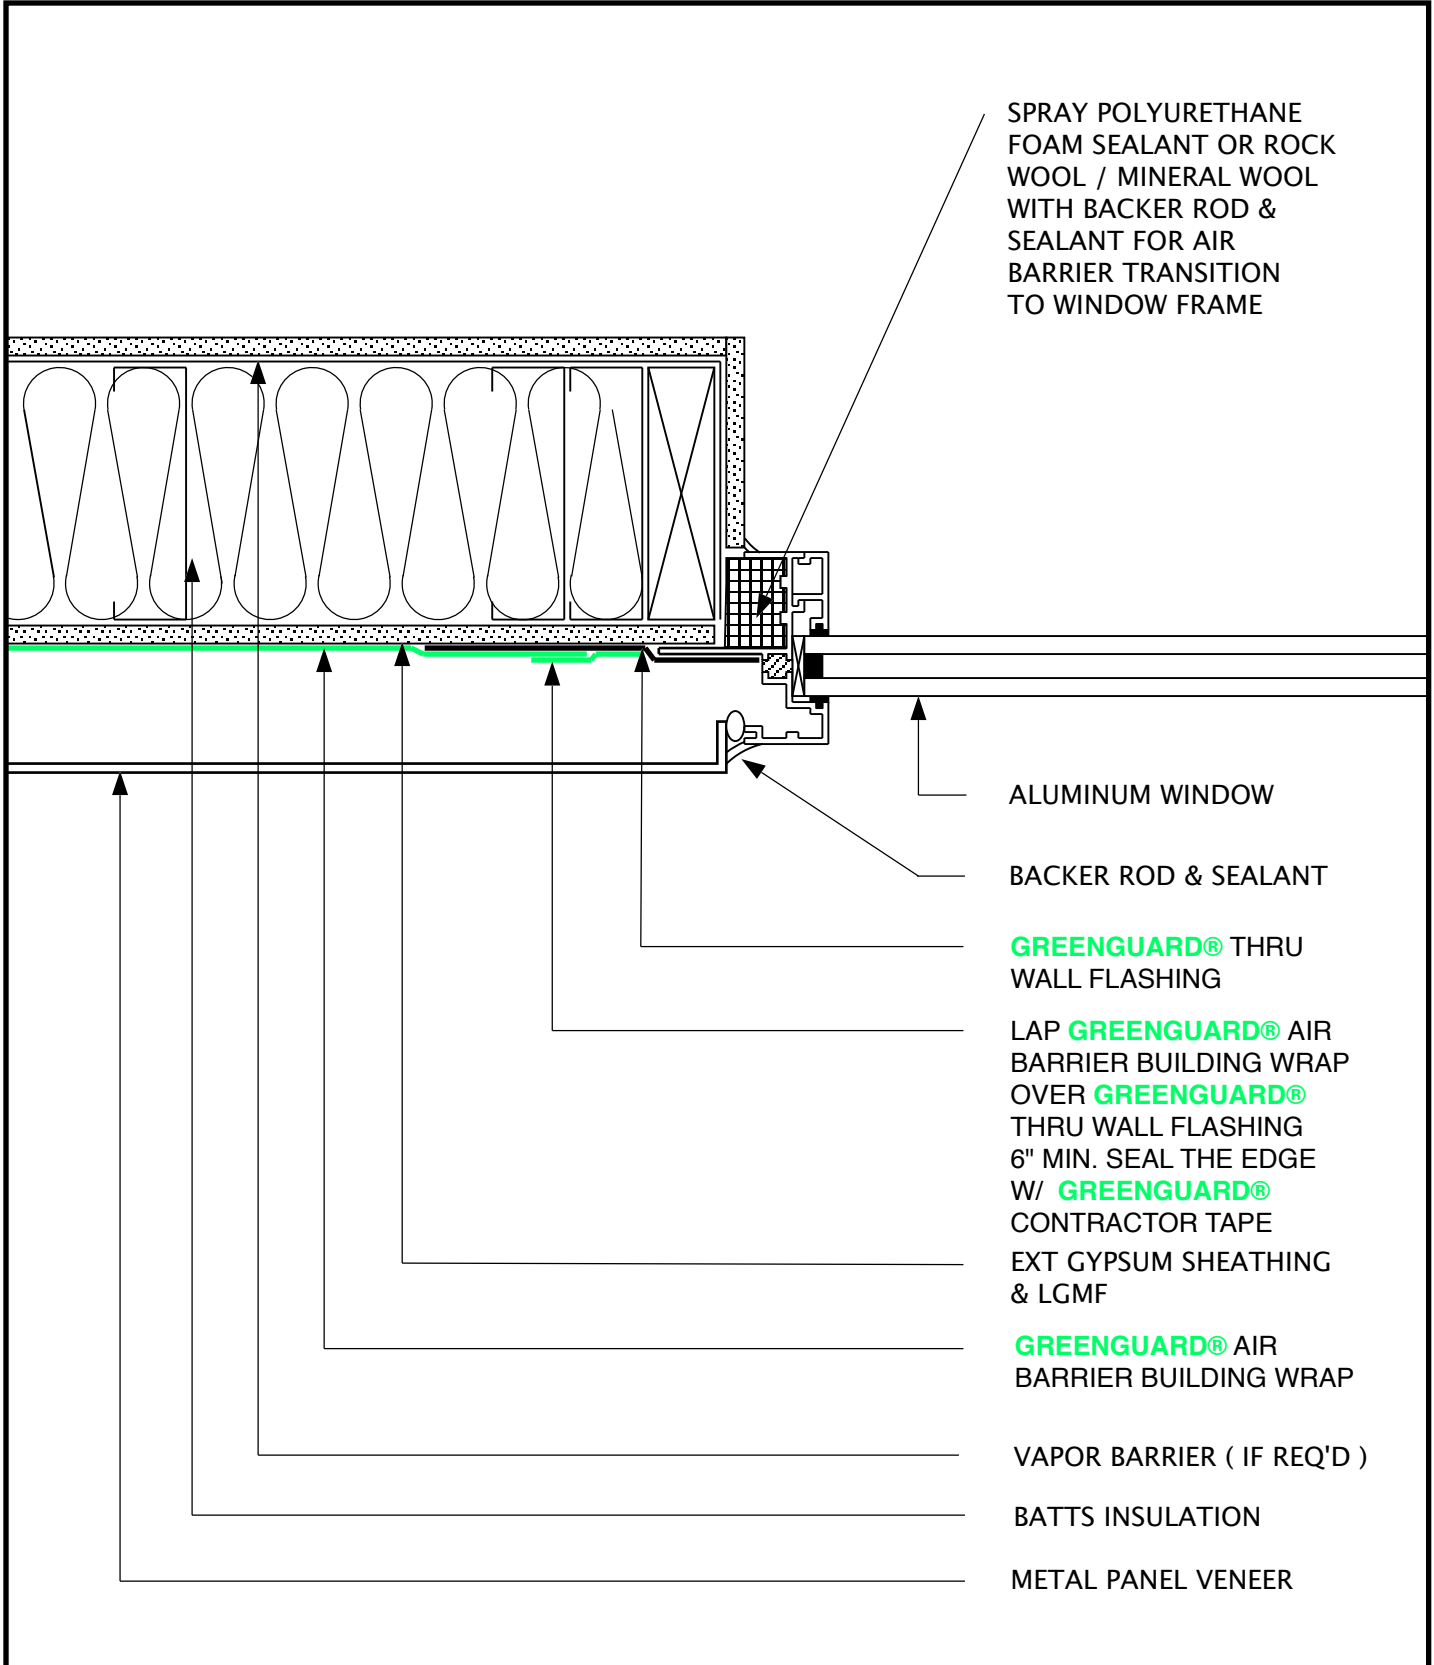 SPRAY POLYURETHANE
FOAM SEALANT OR ROCK
WOOL / MINERAL WOOL
WITH BACKER ROD &
SEALANT FOR AIR
BARRIER TRANSITION
TO WINDOW FRAME
ALUMINUM WINDOW
BACKER ROD & SEALANT
GREENGUARD® THRU
WALL FLASHING
LAP GREENGUARD® AIR
BARRIER BUILDING WRAP
OVER GREENGUARD®
THRU WALL FLASHING
6" MIN. SEAL THE EDGE
W/ GREENGUARD®
CONTRACTOR TAPE
EXT GYPSUM SHEATHING
& LGMF
GREENGUARD® AIR
BARRIER BUILDING WRAP
VAPOR BARRIER ( IF REQ'D )
BATTS INSULATION
METAL PANEL VENEER